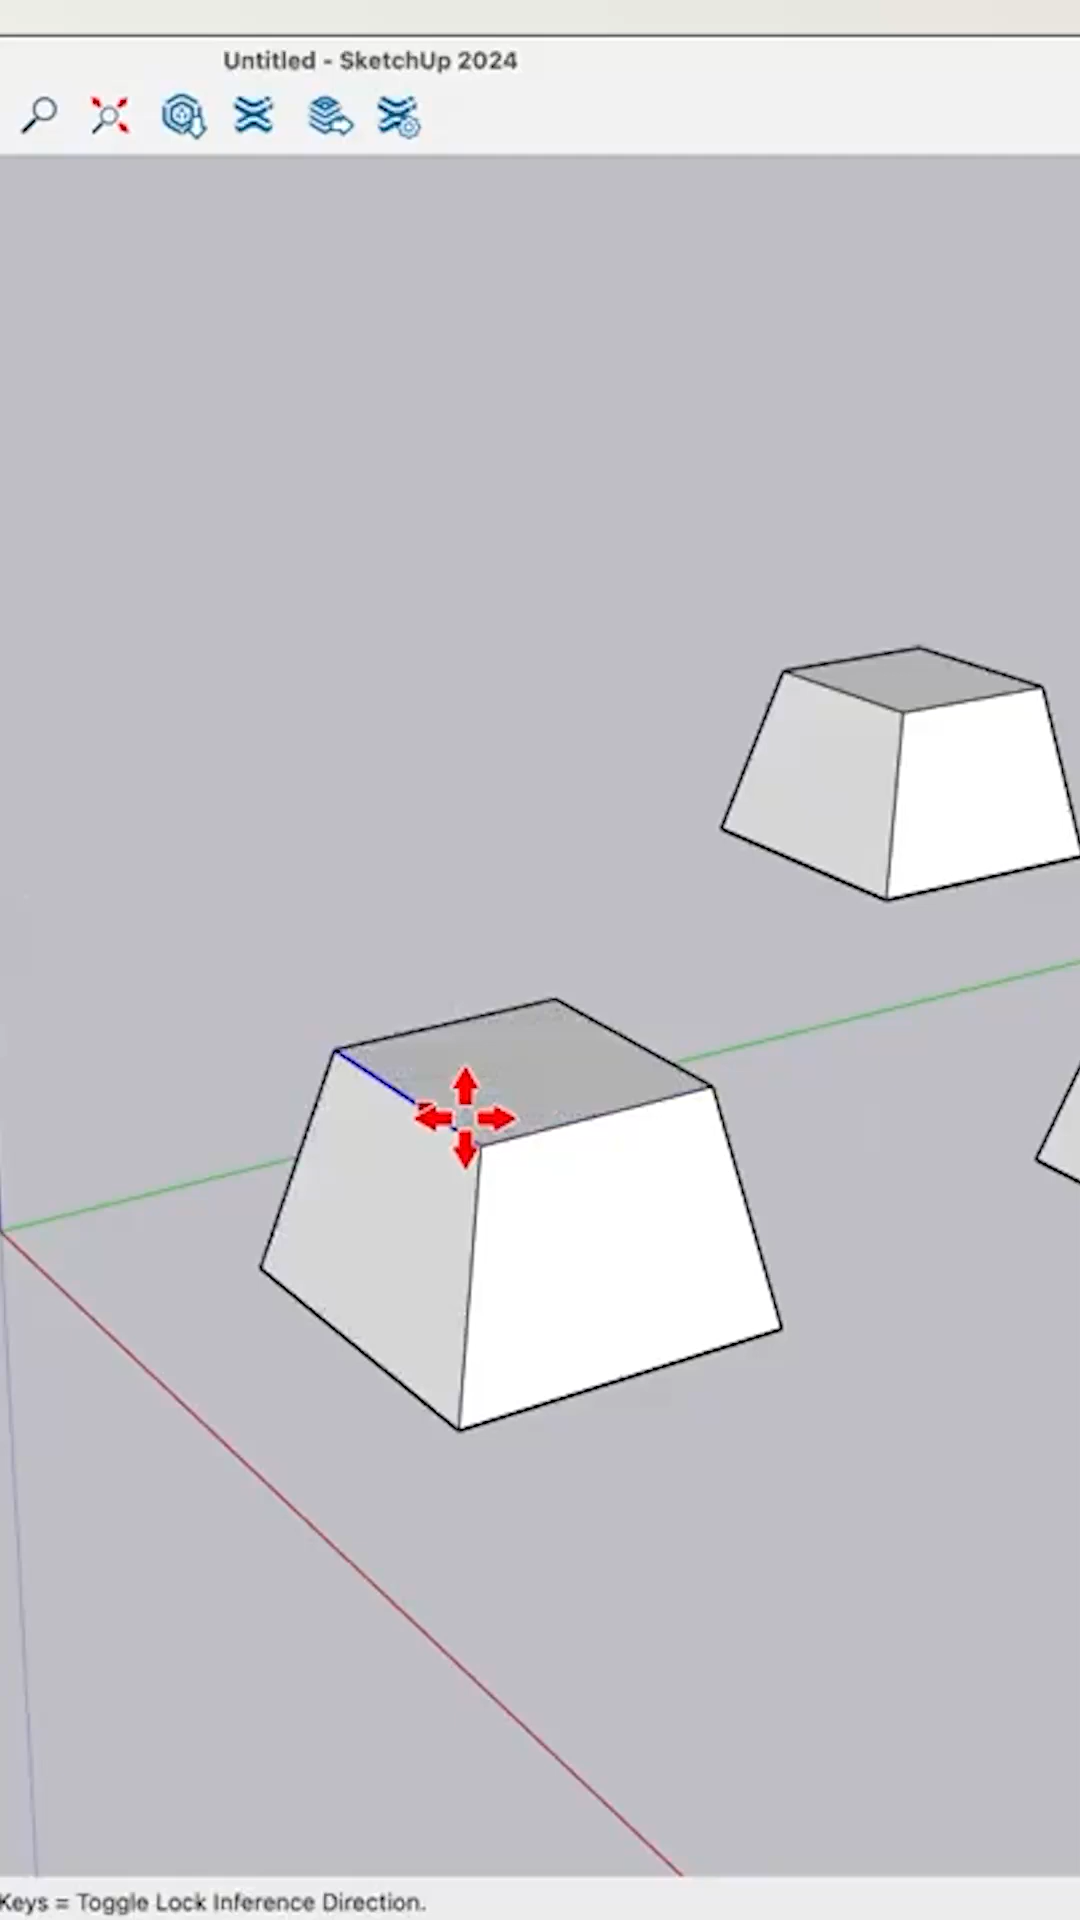 Untitled - SketchUp 2024
Keys = Toggle Lock Inference Direction.